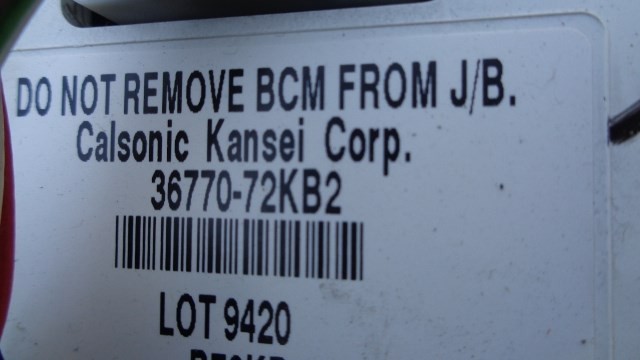 DO NOT REMOVE BCM FROM J/B.
Calsonic Kansei Corp.
36770-72KB2
LOT 9420